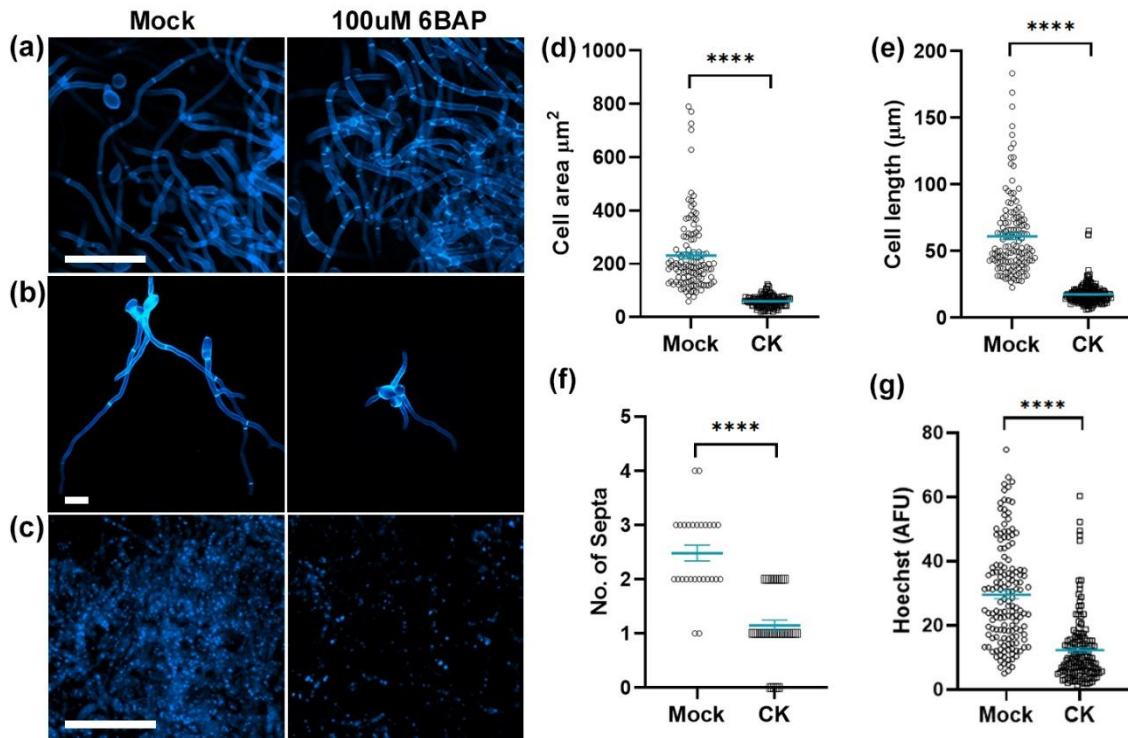 Mock 100uM 6BAP
(a)
(b)
(c)
(d)
Cell area μm²
1000
800
600
400
200
0
****
Mock CK
(e)
Cell length (μm)
200
150
100
50
0
****
Mock CK
(f)
No. of Septa
5
4
3
2
1
0
****
Mock CK
(g)
Hoechst (AFU)
80
60
40
20
0
****
Mock CK